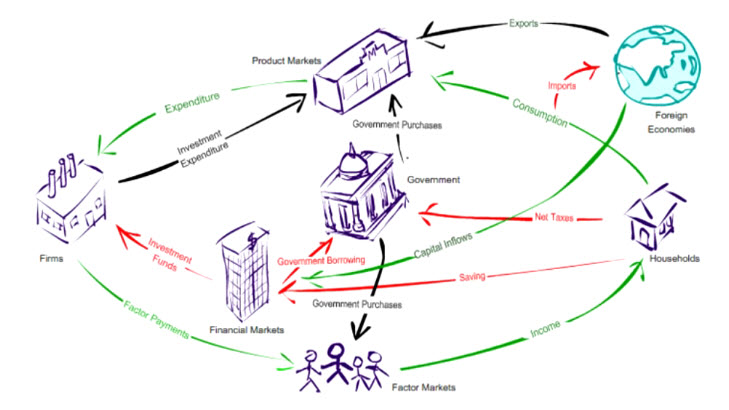 Exports
Product Markets
Imports
Expenditure
Consumption
Foreign
Economies
Government Purchases
Investment
Expenditure
Government
Net Taxes
Capital Inflows
Investment
Funds
Government Borrowing
Firms
Households
Saving
$
Government Purchases
Factor Payments
Financial Markets
Income
Factor Markets